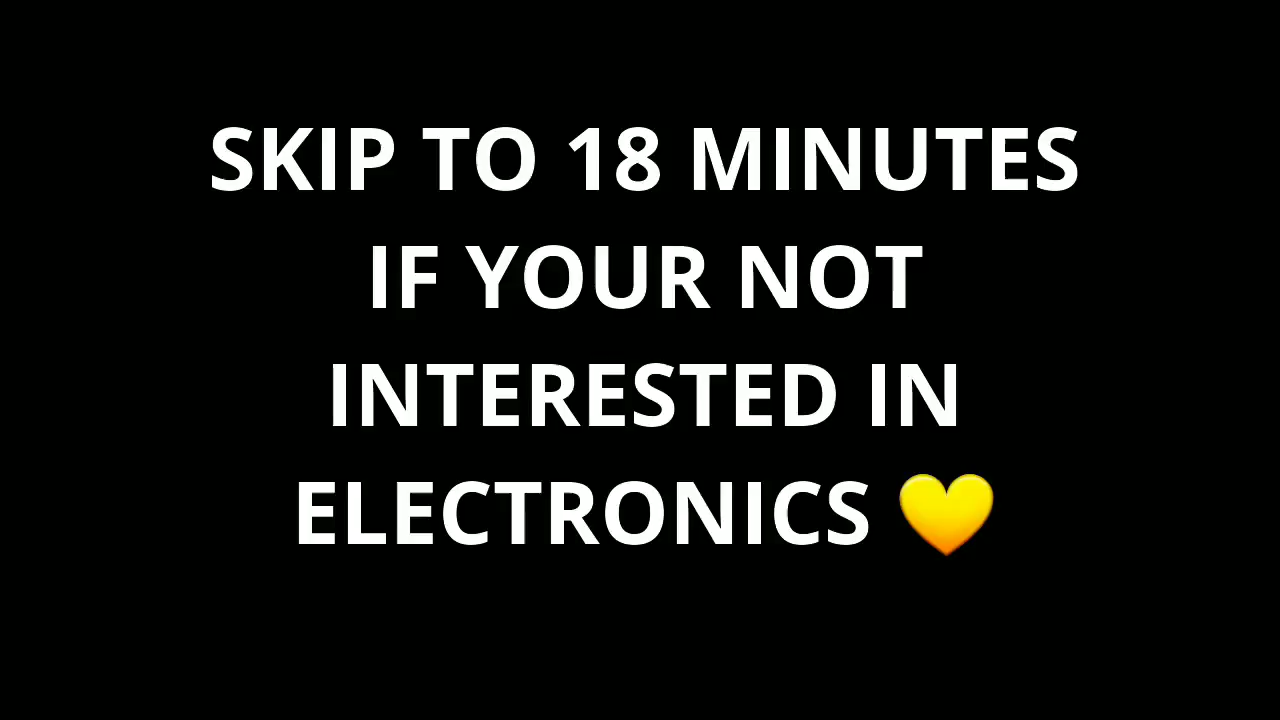 SKIP TO 18 MINUTES
IF YOUR NOT
INTERESTED IN
ELECTRONICS 💛